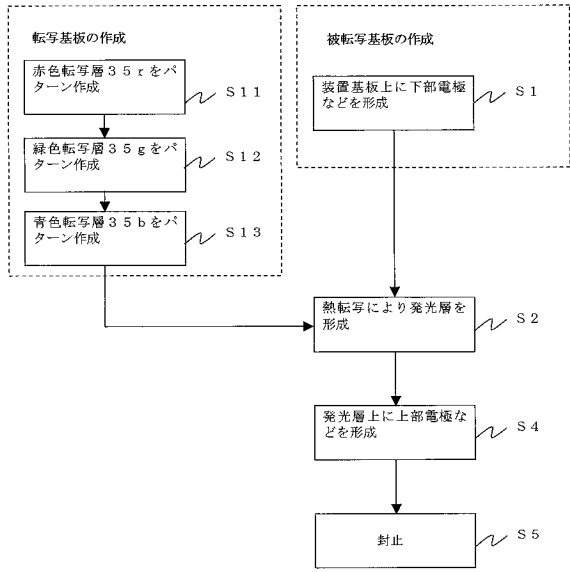 転写基板の作成
赤色転写層３５ｒをパ
ターン作成
Ｓ１１
緑色転写層３５ｇをパ
ターン作成
Ｓ１２
青色転写層３５ｂをパ
ターン作成
Ｓ１３
被転写基板の作成
装置基板上に下部電極
などを形成
Ｓ１
熱転写により発光層を
形成
Ｓ２
発光層上に上部電極な
どを形成
Ｓ４
封止
Ｓ５